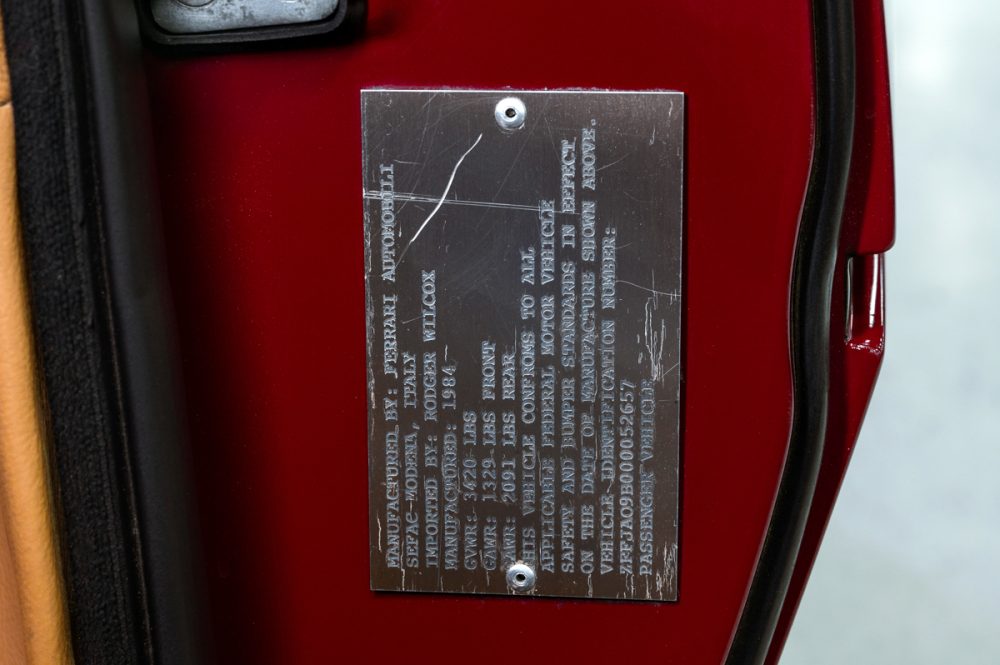 MANUFACTURED BY: FERRARI AUTOMOBILI
SEFAC-MODENA, ITALY
IMPORTED BY: RODGER WILCOX
MANUFACTURED: 1984
GVWR: 3420 LBS
GAWR: 1329 LBS FRONT
GAWR: 2091 LBS REAR
THIS VEHICLE CONFROMS TO ALL
APPLICABLE FEDERAL MOTOR VEHICLE
SAFETY AND BUMPER STANDARDS IN EFFECT
ON THE DATE OF MANUFACTURE SHOWN ABOVE.
VEHICLE IDENTIFICATION NUMBER:
ZFFJA09B000052657
PASSENGER VEHICLE